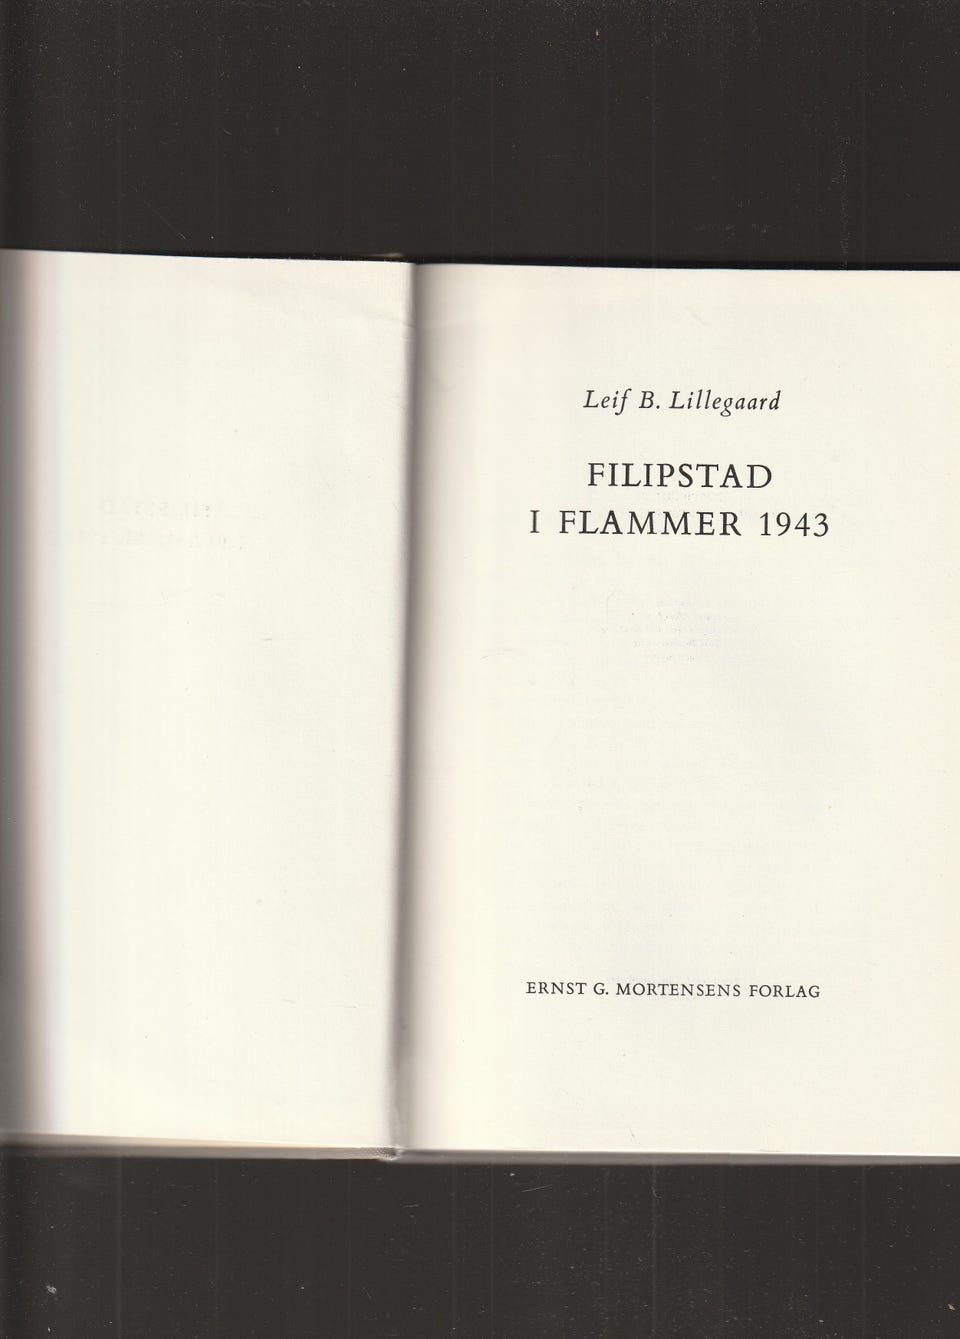 Leif B. Lillegaard
FILIPSTAD
I FLAMMER 1943
ERNST G. MORTENSENS FORLAG